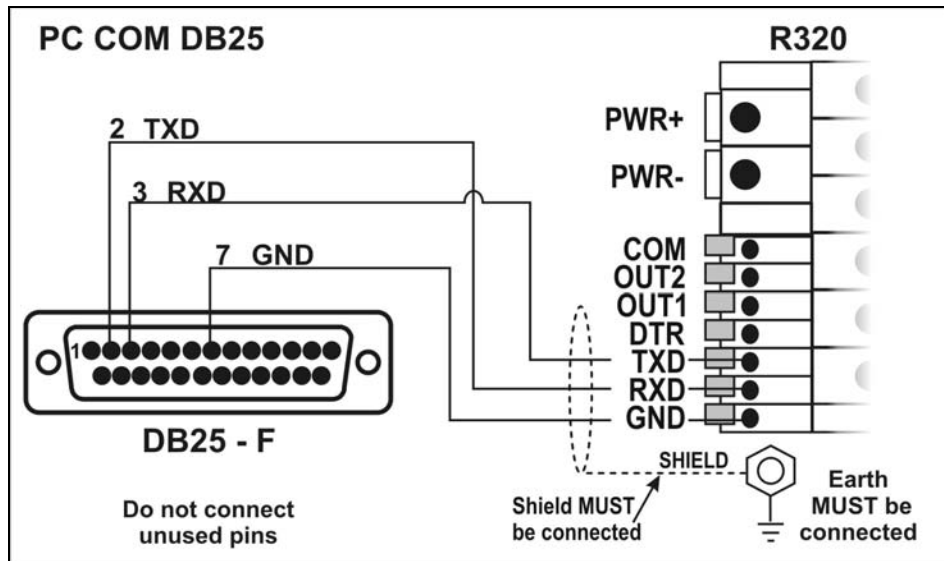 PC COM DB25
R320
PWR+
2 TXD
PWR-
3 RXD
COM
7 GND
OUT2
OUT1
DTR
TXD
1
RXD
GND
DB25 - F
SHIELD
Do not connect
unused pins
Shield MUST
be connected
Earth
MUST be
connected